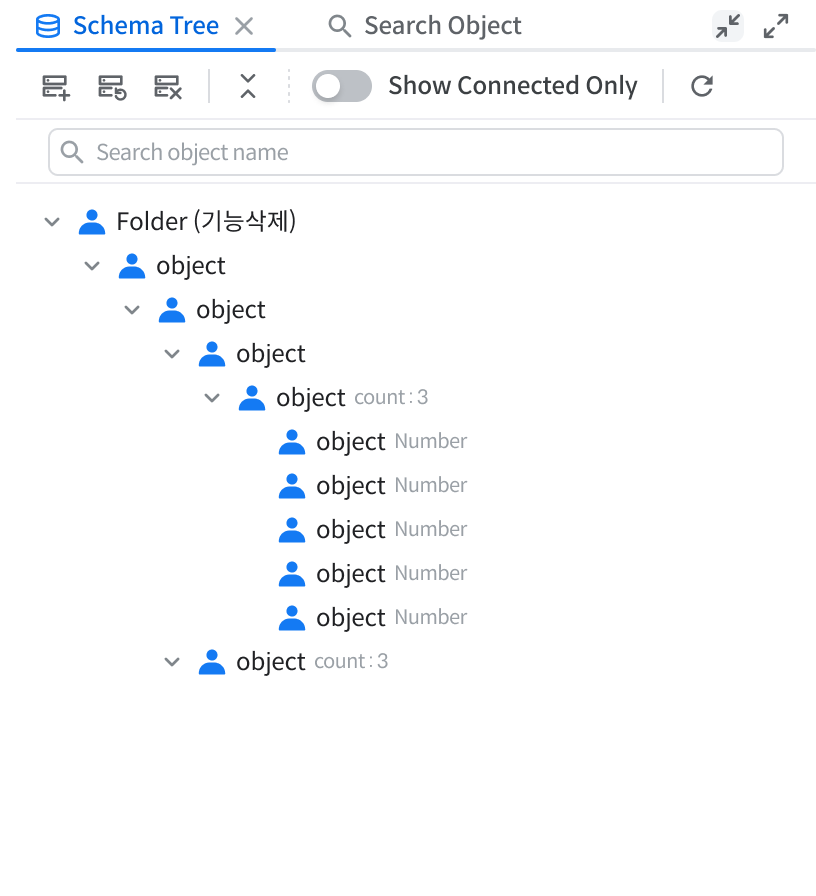 Schema Tree Search Object
Show Connected Only
Search object name
Folder (기능삭제)
object
object
object
object count:3
object Number
object Number
object Number
object Number
object Number
object count:3